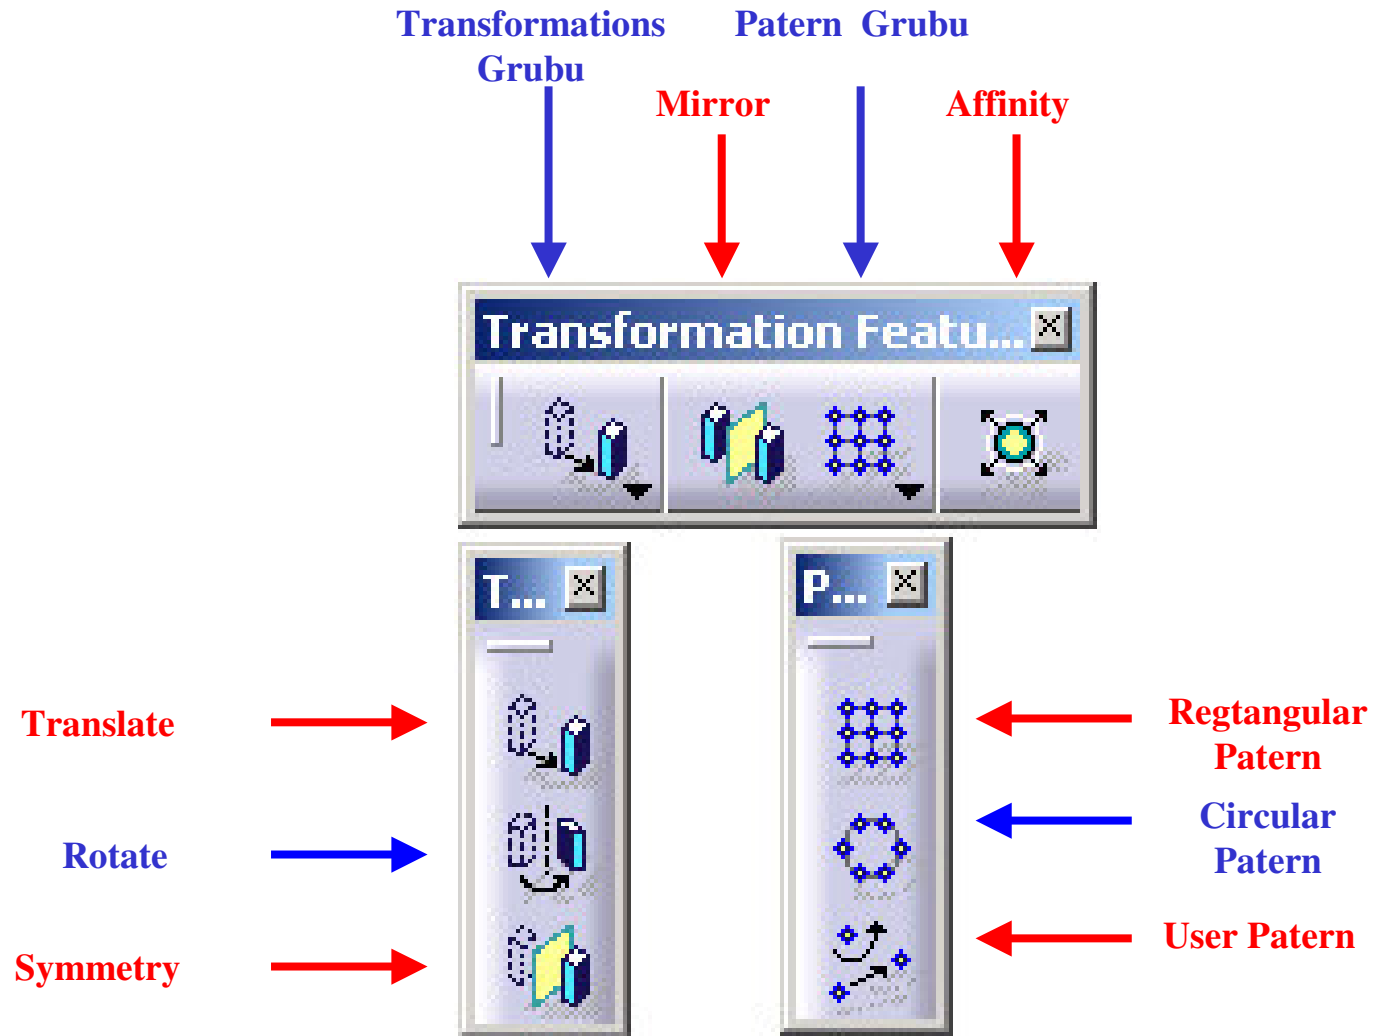 Transformations
Grubu
Patern Grubu
Mirror
Affinity
Transformation Featu...
T...
P...
Translate
Rotate
Symmetry
Regtangular
Patern
Circular
Patern
User Patern